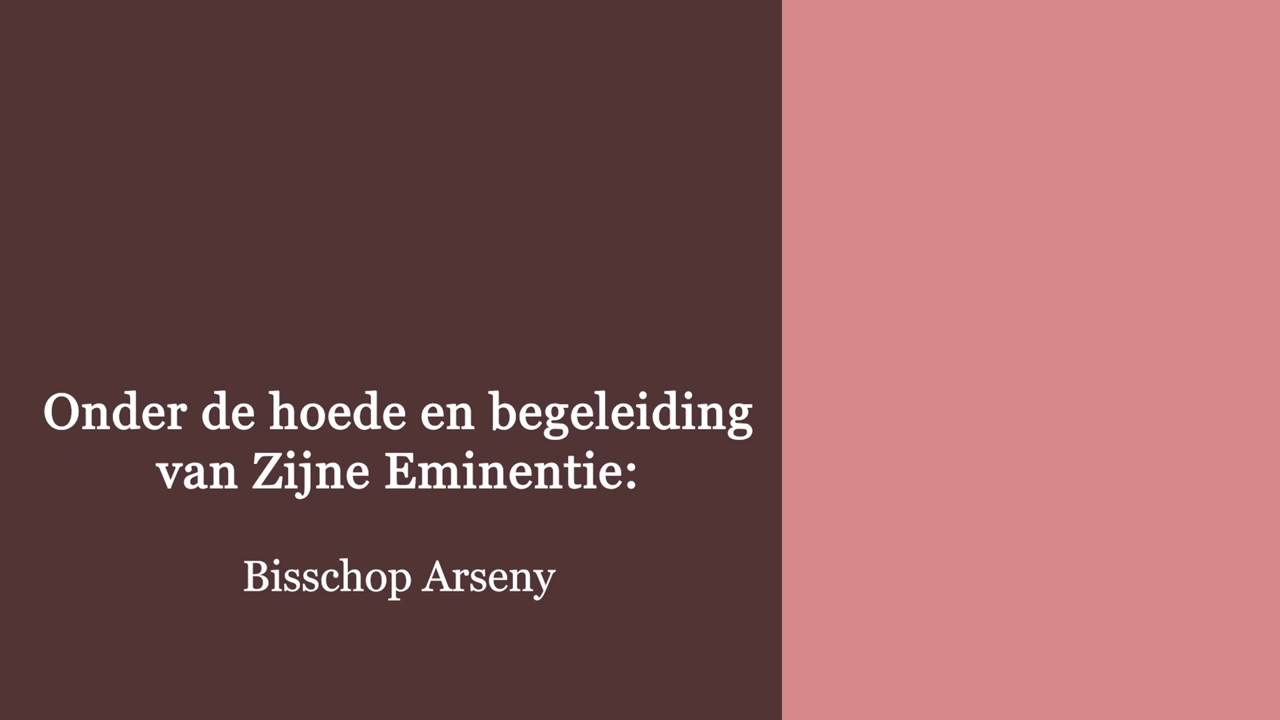 Onder de hoede en begeleiding
van Zijne Eminentie:
Bisschop Arseny